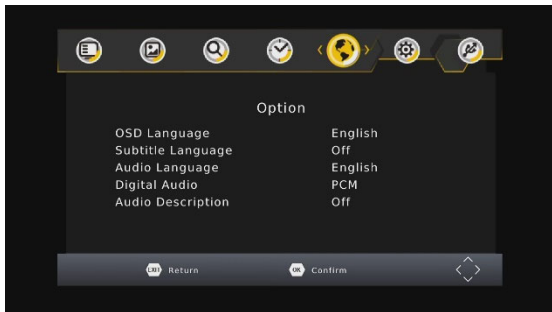 Option
OSD Language English
Subtitle Language Off
Audio Language English
Digital Audio PCM
Audio Description Off
EXIT Return OK Confirm